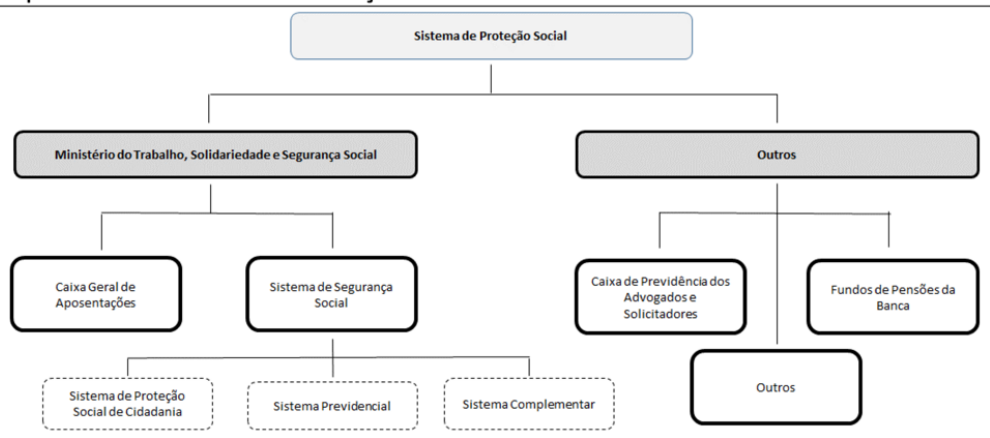 Sistema de Proteção Social
Ministério do Trabalho, Solidariedade e Segurança Social
Outros
Caixa Geral de
Aposentações
Sistema de Segurança
Social
Caixa de Previdência dos
Advogados e
Solicitadores
Fundos de Pensões da
Banca
Outros
Sistema de Proteção
Social de Cidadania
Sistema Previdencial
Sistema Complementar